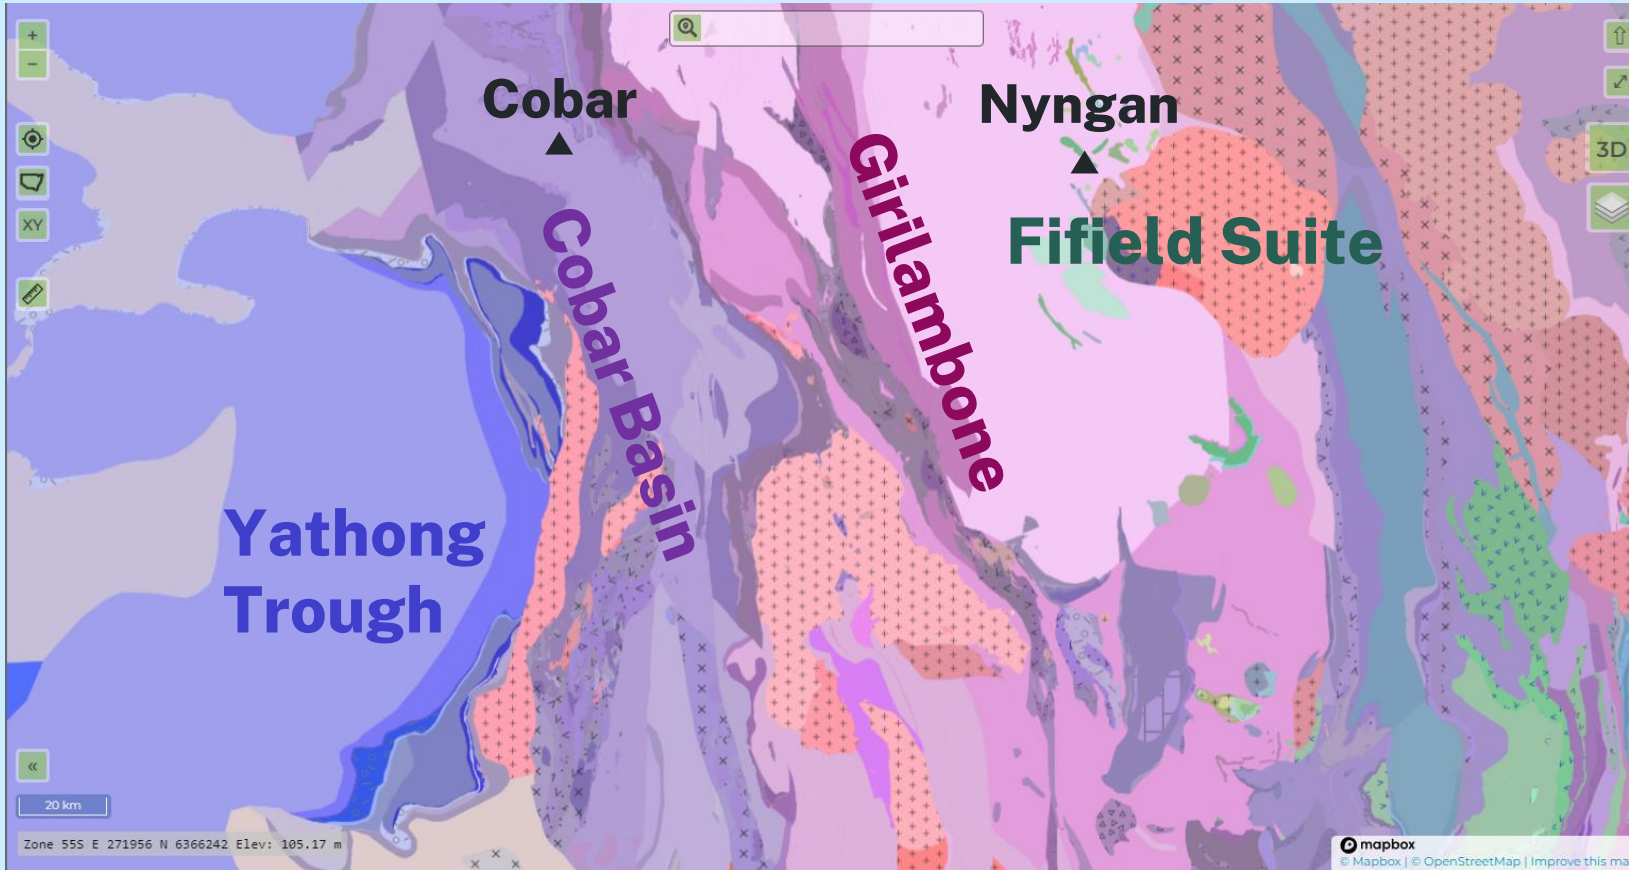 +
−
XY
3D
Cobar
Nyngan
Girilambone
Fifield Suite
Cobar Basin
Yathong
Trough
«
20 km
Zone 55S E 271956 N 6366242 Elev: 105.17 m
mapbox
© Mapbox | © OpenStreetMap | Improve this ma